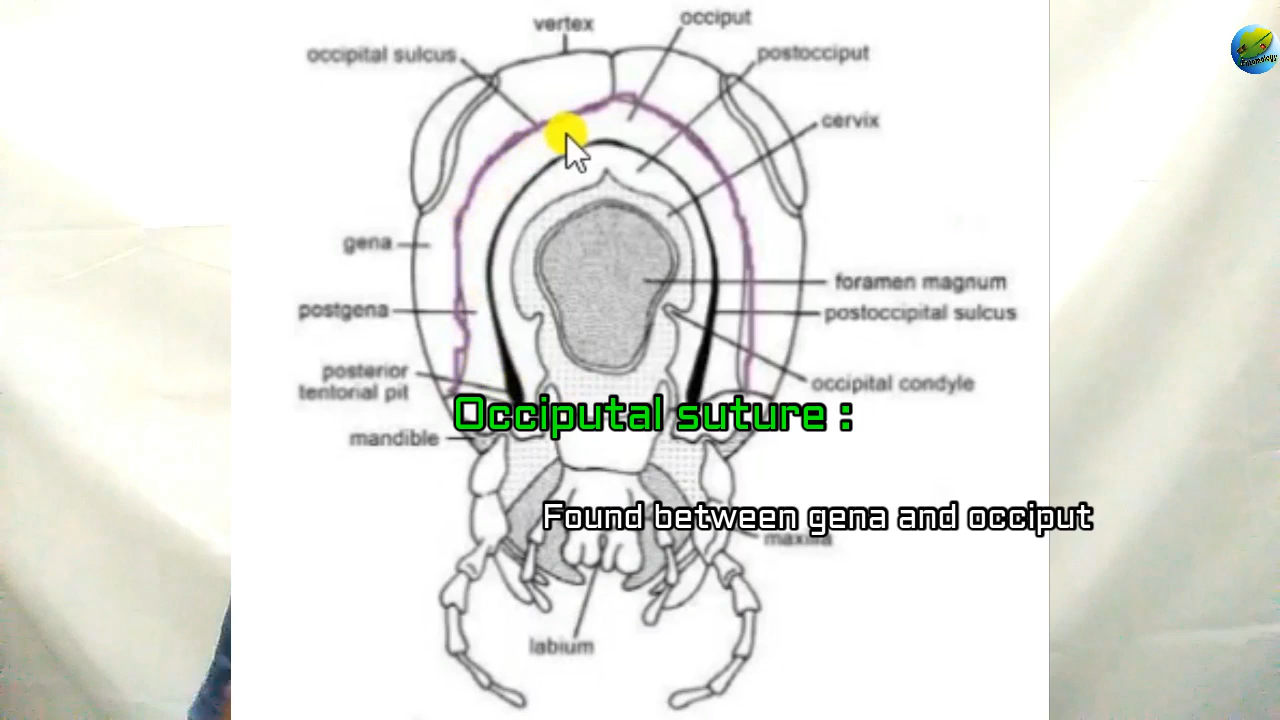 vertex
occiput
occipital sulcus
postocciput
Entomology
cervix
gena
foramen magnum
postgena
postoccipital sulcus
posterior
tentorial pit
occipital condyle
Occiputal suture :
mandible
Found between gena and occiput
maxilla
labium